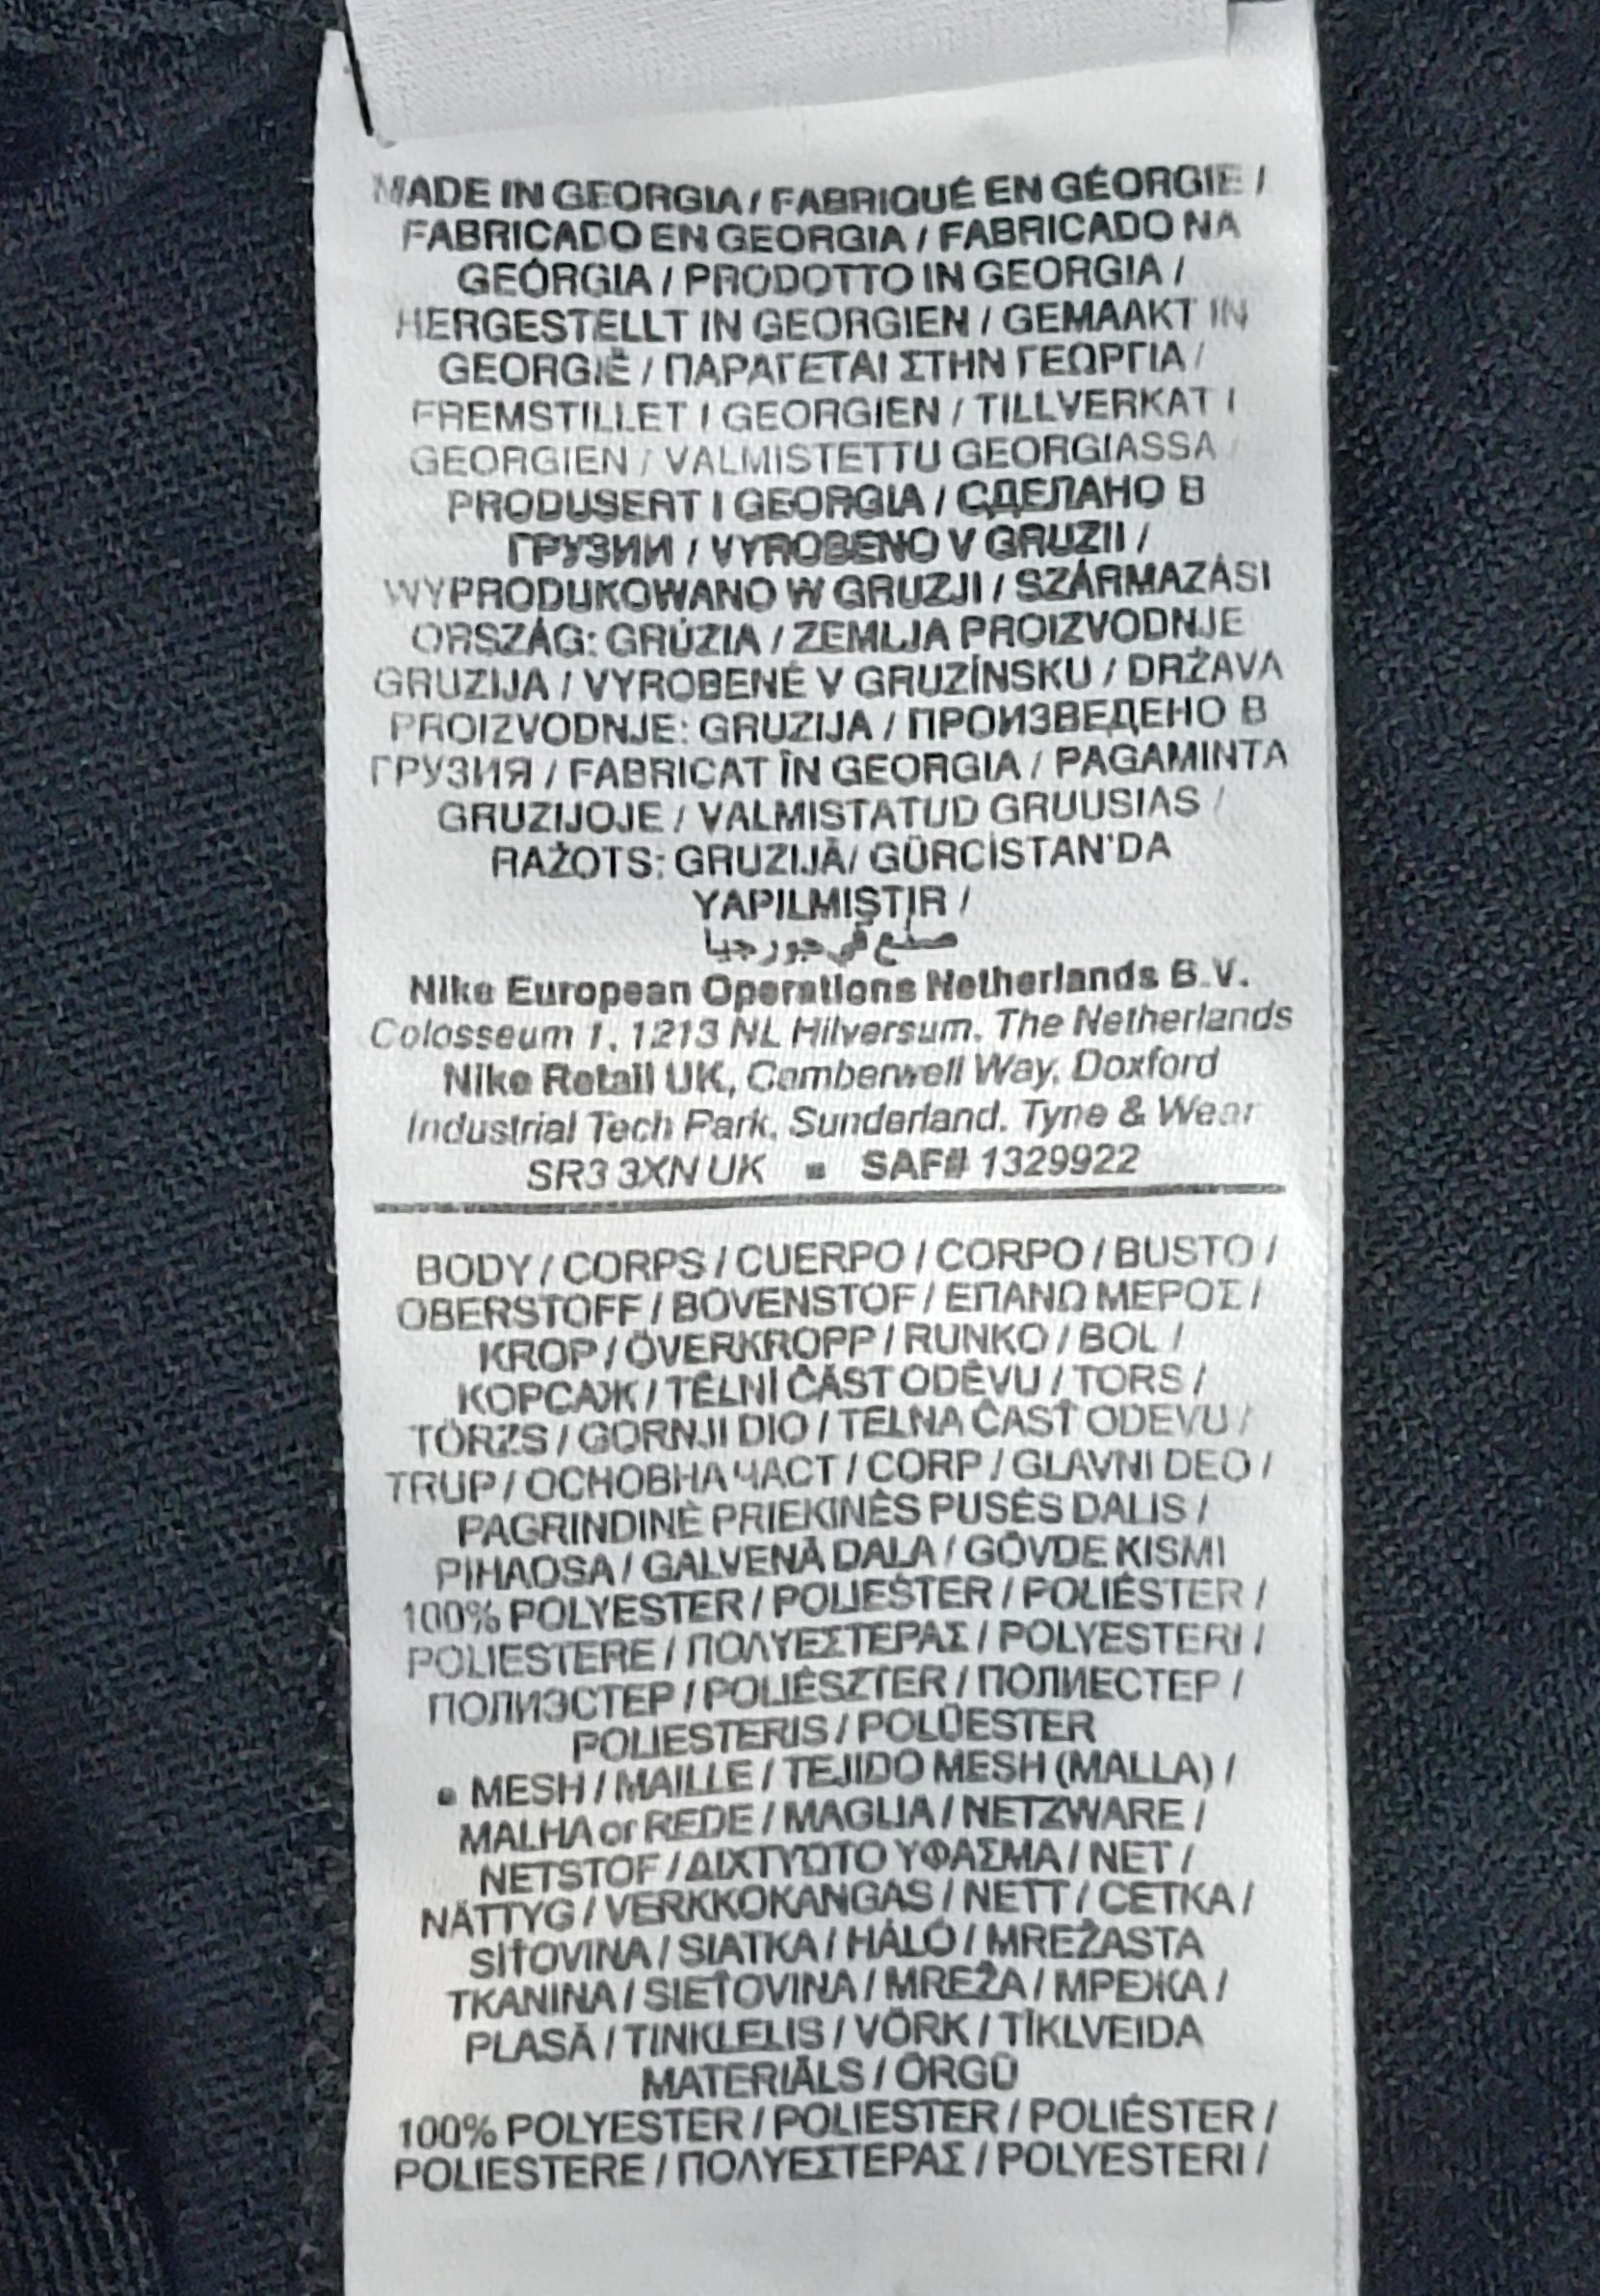 MADE IN GEORGIA / FABRIQUÉ EN GÉORGIE /
FABRICADO EN GEORGIA / FABRICADO NA
GEÓRGIA / PRODOTTO IN GEORGIA /
HERGESTELLT IN GEORGIEN / GEMAAKT IN
GEORGIË / ΠΑΡΑΓΕΤΑΙ ΣΤΗΝ ΓΕΩΡΓΙΑ /
FREMSTILLET I GEORGIEN / TILLVERKAT I
GEORGIEN / VALMISTETTU GEORGIASSA /
PRODUSERT I GEORGIA / СДЕЛАНО В
ГРУЗИИ / VYROBENO V GRUZII /
WYPRODUKOWANO W GRUZJI / SZÁRMAZÁSI
ORSZÁG: GRÚZIA / ZEMLJA PROIZVODNJE
GRUZIJA / VYROBENÉ V GRUZÍNSKU / DRŽAVA
PROIZVODNJE: GRUZIJA / ПРОИЗВЕДЕНО В
ГРУЗИЯ / FABRICAT ÎN GEORGIA / PAGAMINTA
GRUZIJOJE / VALMISTATUD GRUUSIAS /
RAŽOTS: GRUZIJĀ/ GÜRCİSTAN'DA
YAPILMIŞTIR /
صنع في جورجيا
Nike European Operations Netherlands B.V.
Colosseum 1, 1213 NL Hilversum, The Netherlands
Nike Retail UK, Camberwell Way, Doxford
Industrial Tech Park, Sunderland, Tyne & Wear
SR3 3XN UK ▪ SAF# 1329922
BODY / CORPS / CUERPO / CORPO / BUSTO /
OBERSTOFF / BOVENSTOF / ΕΠΑΝΩ ΜΕΡΟΣ /
KROP / ÖVERKROPP / RUNKO / BOL /
КОРСАЖ / TĚLNÍ ČÁST ODĚVU / TORS /
TÖRZS / GORNJI DIO / TELNÁ ČASŤ ODEVU /
TRUP / ОСНОВНА ЧАСТ / CORP / GLAVNI DEO /
PAGRINDINĖ PRIEKINĖS PUSĖS DALIS /
PIHAOSA / GALVENĀ DAĻA / GÖVDE KISMI
100% POLYESTER / POLIESTER / POLIÉSTER /
POLIESTERE / ΠΟΛΥΕΣΤΕΡΑΣ / POLYESTERI /
ПОЛИЭСТЕР / POLIÉSZTER / ПОЛИЕСТЕР /
POLIESTERIS / POLÜESTER
▪ MESH / MAILLE / TEJIDO MESH (MALLA) /
MALHA or REDE / MAGLIA / NETZWARE /
NETSTOF / ΔΙΧΤΥΩΤΟ ΥΦΑΣΜΑ / NET /
NÄTTYG / VERKKOKANGAS / NETT / СЕТКА /
SÍŤOVINA / SIATKA / HÁLÓ / MREŽASTA
TKANINA / SIEŤOVINA / MREŽA / МРЕЖА /
PLASĂ / TINKLELIS / VÕRK / TĪKLVEIDA
MATERIĀLS / ÖRGÜ
100% POLYESTER / POLIESTER / POLIÉSTER /
POLIESTERE / ΠΟΛΥΕΣΤΕΡΑΣ / POLYESTERI /